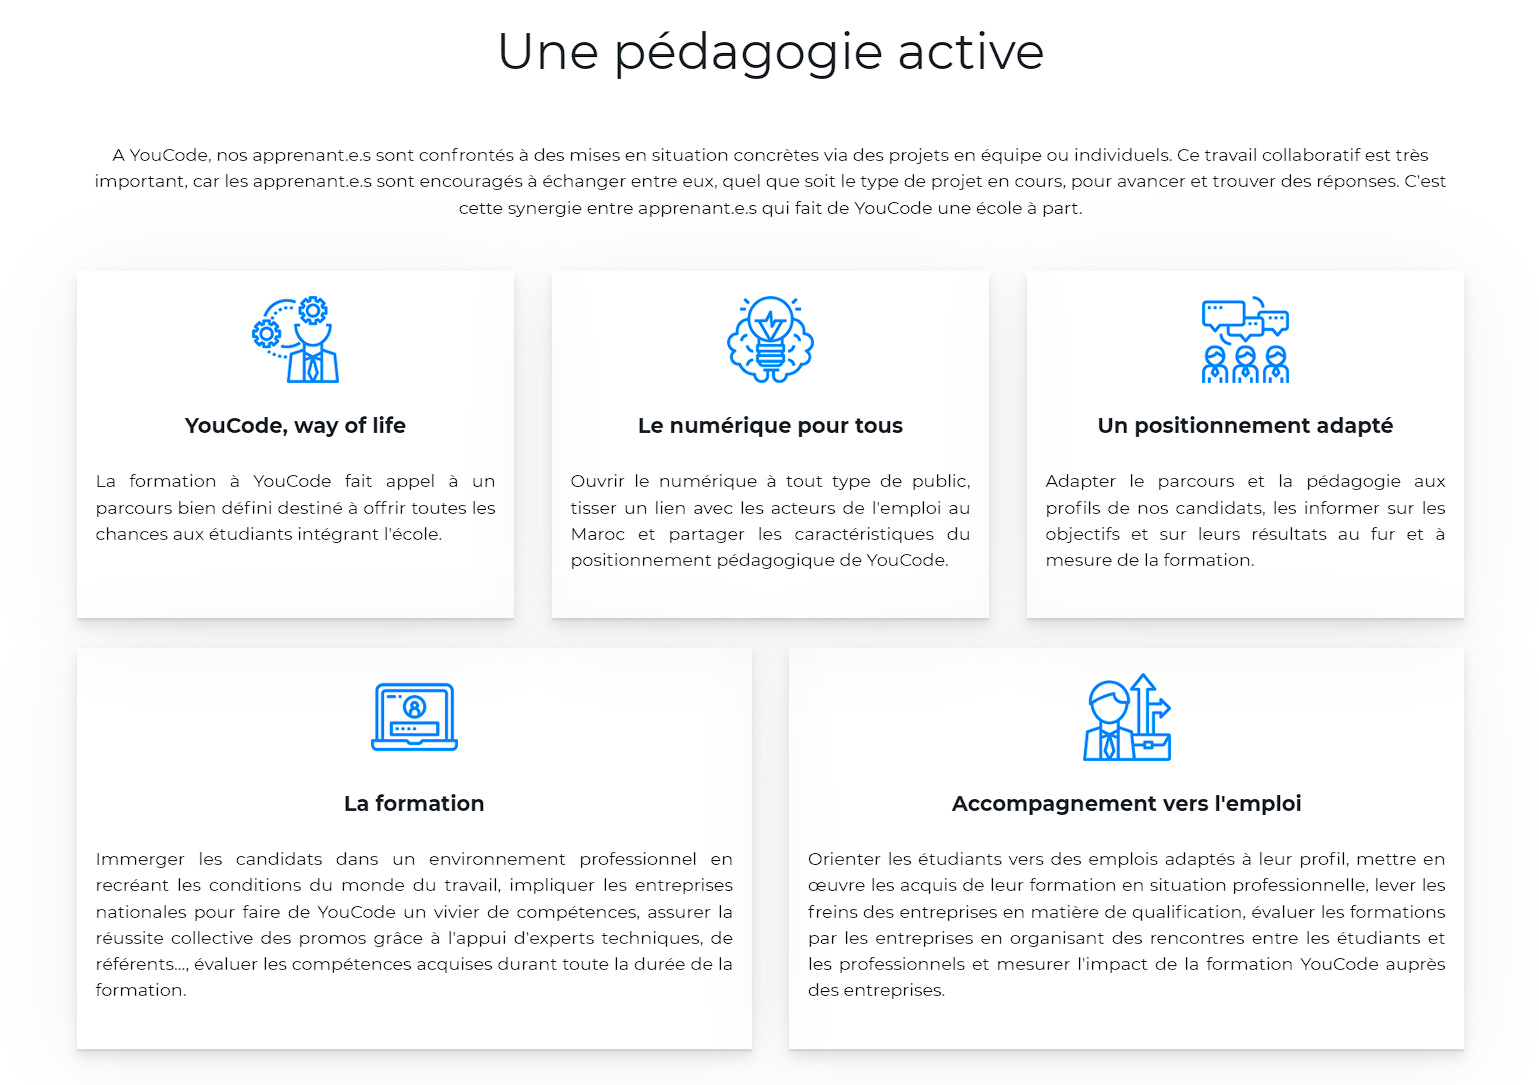 Une pédagogie active
A YouCode, nos apprenant.e.s sont confrontés à des mises en situation concrètes via des projets en équipe ou individuels. Ce travail collaboratif est très
important, car les apprenant.e.s sont encouragés à échanger entre eux, quel que soit le type de projet en cours, pour avancer et trouver des réponses. C'est
cette synergie entre apprenant.e.s qui fait de YouCode une école à part.
YouCode, way of life
La formation à YouCode fait appel à un
parcours bien défini destiné à offrir toutes les
chances aux étudiants intégrant l'école.
Le numérique pour tous
Ouvrir le numérique à tout type de public,
tisser un lien avec les acteurs de l'emploi au
Maroc et partager les caractéristiques du
positionnement pédagogique de YouCode.
Un positionnement adapté
Adapter le parcours et la pédagogie aux
profils de nos candidats, les informer sur les
objectifs et sur leurs résultats au fur et à
mesure de la formation.
La formation
Immerger les candidats dans un environnement professionnel en
recréant les conditions du monde du travail, impliquer les entreprises
nationales pour faire de YouCode un vivier de compétences, assurer la
réussite collective des promos grâce à l'appui d'experts techniques, de
référents..., évaluer les compétences acquises durant toute la durée de la
formation.
Accompagnement vers l'emploi
Orienter les étudiants vers des emplois adaptés à leur profil, mettre en
œuvre les acquis de leur formation en situation professionnelle, lever les
freins des entreprises en matière de qualification, évaluer les formations
par les entreprises en organisant des rencontres entre les étudiants et
les professionnels et mesurer l'impact de la formation YouCode auprès
des entreprises.